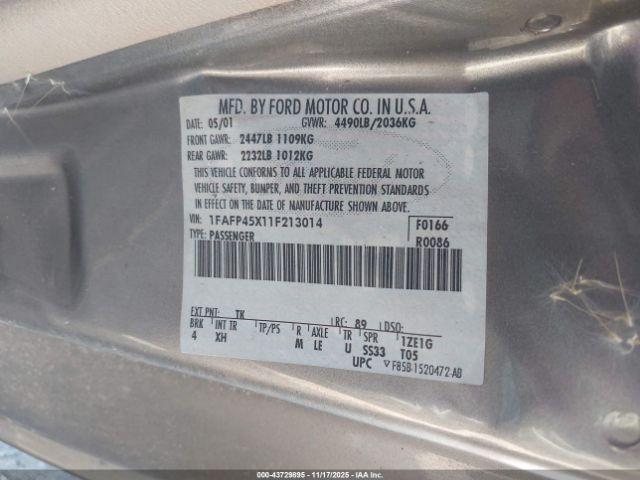 MFD. BY FORD MOTOR CO. IN U.S.A.
DATE: 05/01 GVWR: 4490LB/2036KG
FRONT GAWR: 2447LB 1109KG
REAR GAWR: 2232LB 1012KG
THIS VEHICLE CONFORMS TO ALL APPLICABLE FEDERAL MOTOR
VEHICLE SAFETY, BUMPER, AND THEFT PREVENTION STANDARDS
IN EFFECT ON THE DATE OF MANUFACTURE SHOWN ABOVE.
VIN: 1FAFP45X11F213014 F0166
TYPE: PASSENGER R0086
EXT PNT: TK RC: 89 DSO:
BRK INT TR TP/PS R AXLE TR SPR 1ZE1G
4 XH M LE U SS33 T05
UPC F85B-1520472-AB
000-43729895 - 11/17/2025 - IAA Inc.